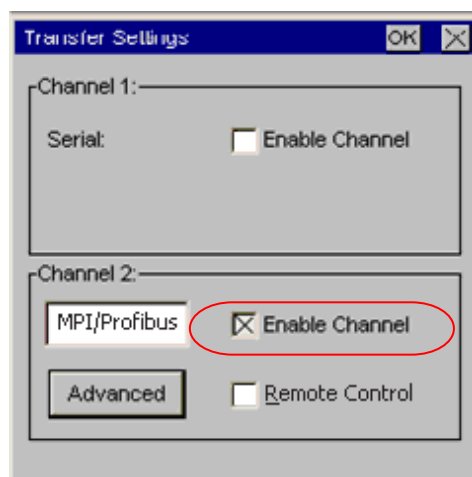 Transfer Settings OK
Channel 1:
Serial: Enable Channel
Channel 2:
MPI/Profibus Enable Channel
Advanced Remote Control